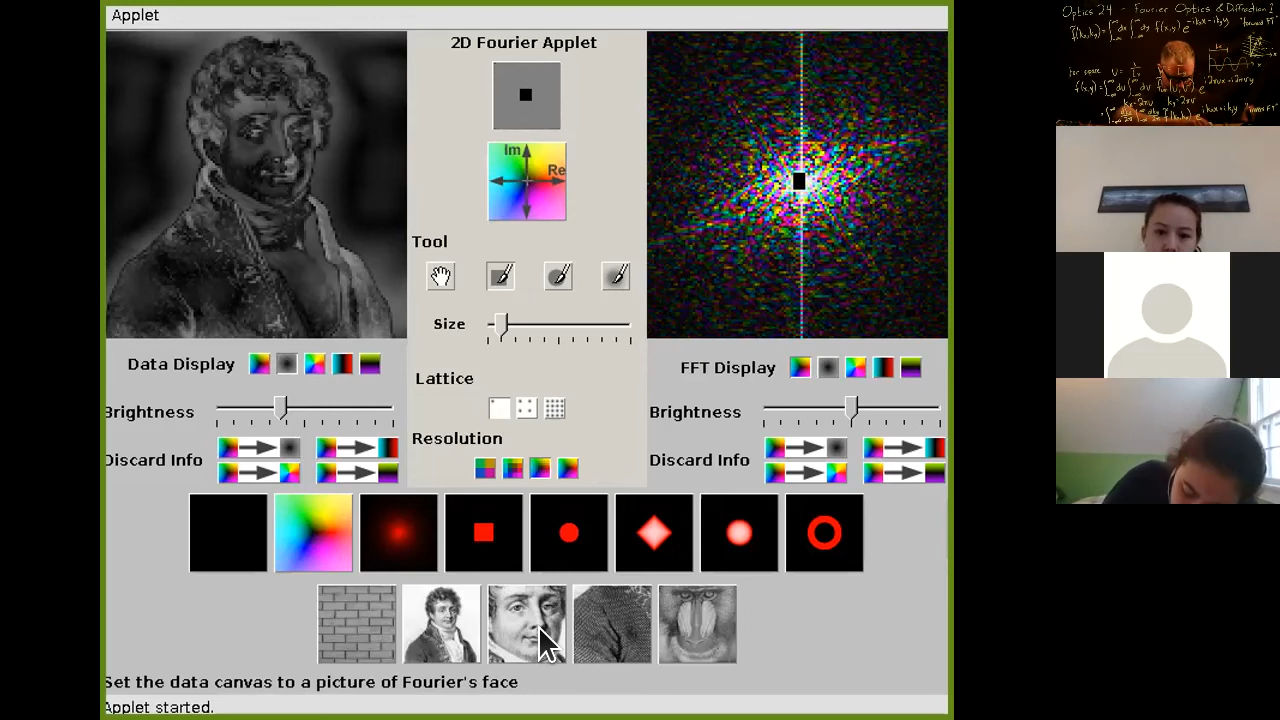 Applet
2D Fourier Applet
Im
Re
Tool
Size
Data Display
FFT Display
Lattice
Brightness
Brightness
Resolution
Discard Info
Discard Info
Set the data canvas to a picture of Fourier's face
Applet started.
Optics 24 - Fourier Optics & Diffraction 1